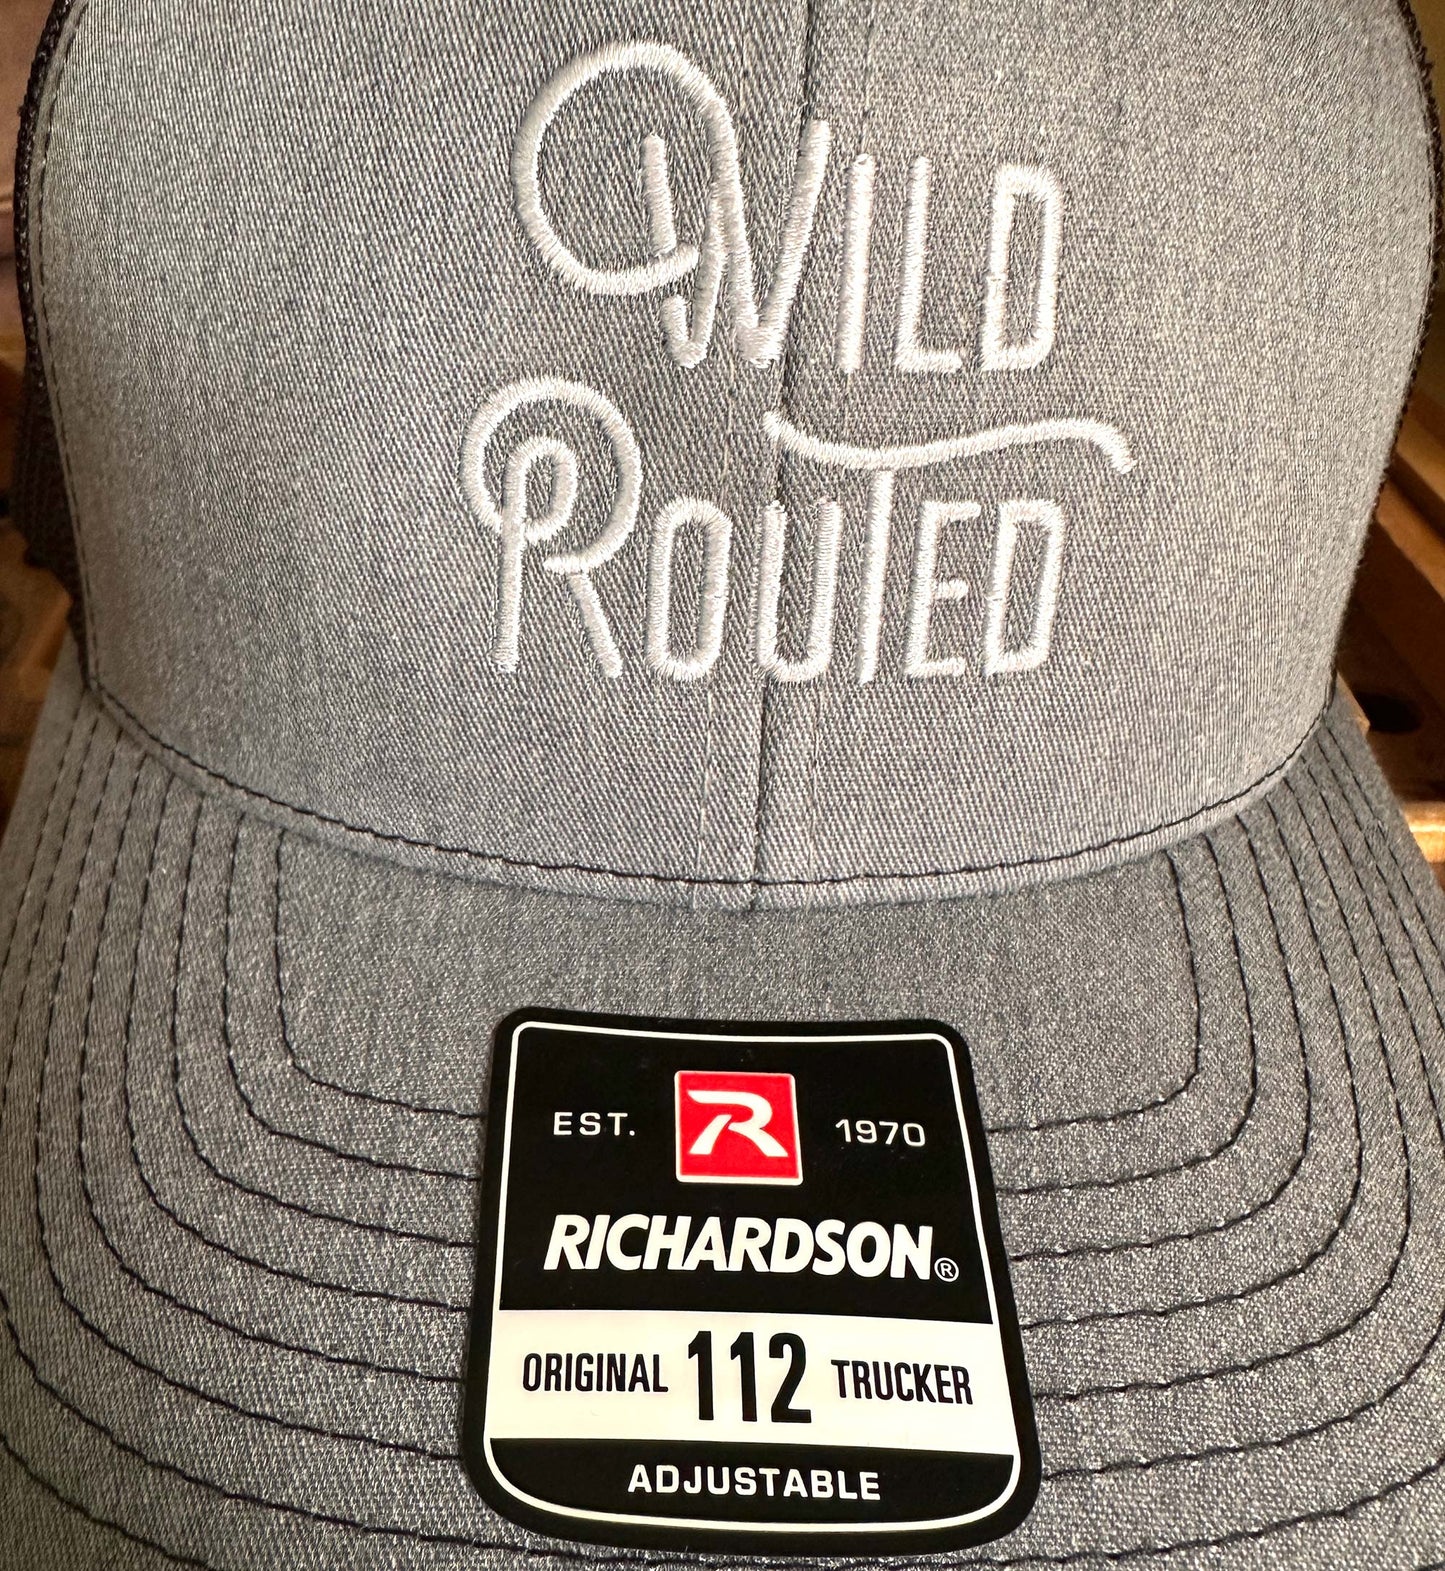 WILD
ROUTED
EST. R 1970
RICHARDSON®
ORIGINAL 112 TRUCKER
ADJUSTABLE